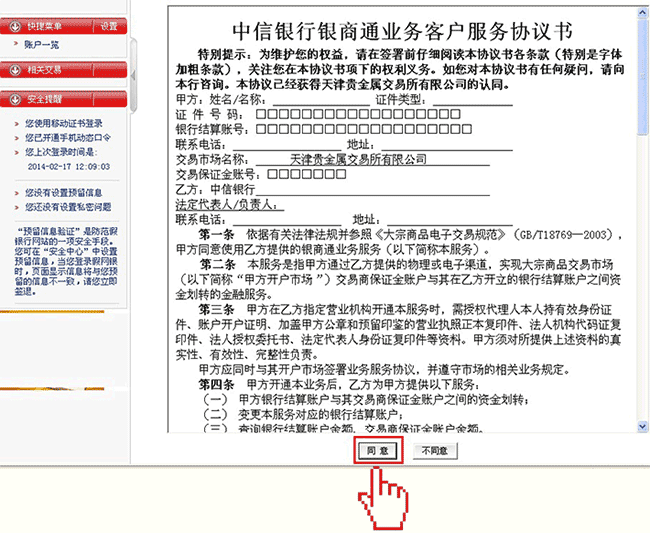 快捷菜单 设置
» 账户一览
相关交易
安全提醒
» 您使用移动证书登录
» 您已开通手机动态口令
» 您上次登录时间是:
2014-02-17 12:09:03
» 您没有设置预留信息
» 您还没有设置私密问题
“预留信息验证”是防范假
银行网站的一项安全手段。
您可在“安全中心”中设置
预留信息，当您登录假网银
时，页面显示信息将与您预
留的信息不一致，请您立即
签退。
中信银行银商通业务客户服务协议书
特别提示：为维护您的权益，请在签署前仔细阅读本协议书各条款（特别是字体
加粗条款），关注您在本协议书项下的权利义务。如您对本协议书有任何疑问，请向
本行咨询。本协议已经获得天津贵金属交易所有限公司的认同。
甲方：姓名/名称： 证件类型：
证 件 号 码： □□□□□□□□□□□□□□□□□□
银行结算账号：□□□□□□□□□□□□□□□□□□□
联系电话： 地址：
交易市场名称： 天津贵金属交易所有限公司
交易保证金账号：□□□□□□□
乙方：中信银行
法定代表人/负责人：
联系电话： 地址：
第一条 依据有关法律法规并参照《大宗商品电子交易规范》（GB/T18769—2003），
甲方同意使用乙方提供的银商通业务服务（以下简称本服务）。
第二条 本服务是指甲方通过乙方提供的物理或电子渠道，实现大宗商品交易市场
（以下简称“甲方开户市场”）交易商保证金账户与其在乙方开立的银行结算账户之间资
金划转的金融服务。
第三条 甲方在乙方指定营业机构开通本服务时，需授权代理人本人持有效身份证
件、账户开户证明、加盖甲方公章和预留印鉴的营业执照正本复印件、法人机构代码证复
印件、法人授权委托书、法定代表人身份证复印件等资料。甲方须对所提供上述资料的真
实性、有效性、完整性负责。
甲方应同时与其开户市场签署业务服务协议，并遵守市场的相关业务规定。
第四条 甲方开通本业务后，乙方为甲方提供以下服务：
（一） 甲方银行结算账户与其交易商保证金账户之间的资金划转；
（二） 变更本服务对应的银行结算账户；
（三） 查询银行结算账户余额、交易商保证金账户余额。
同 意 不同意